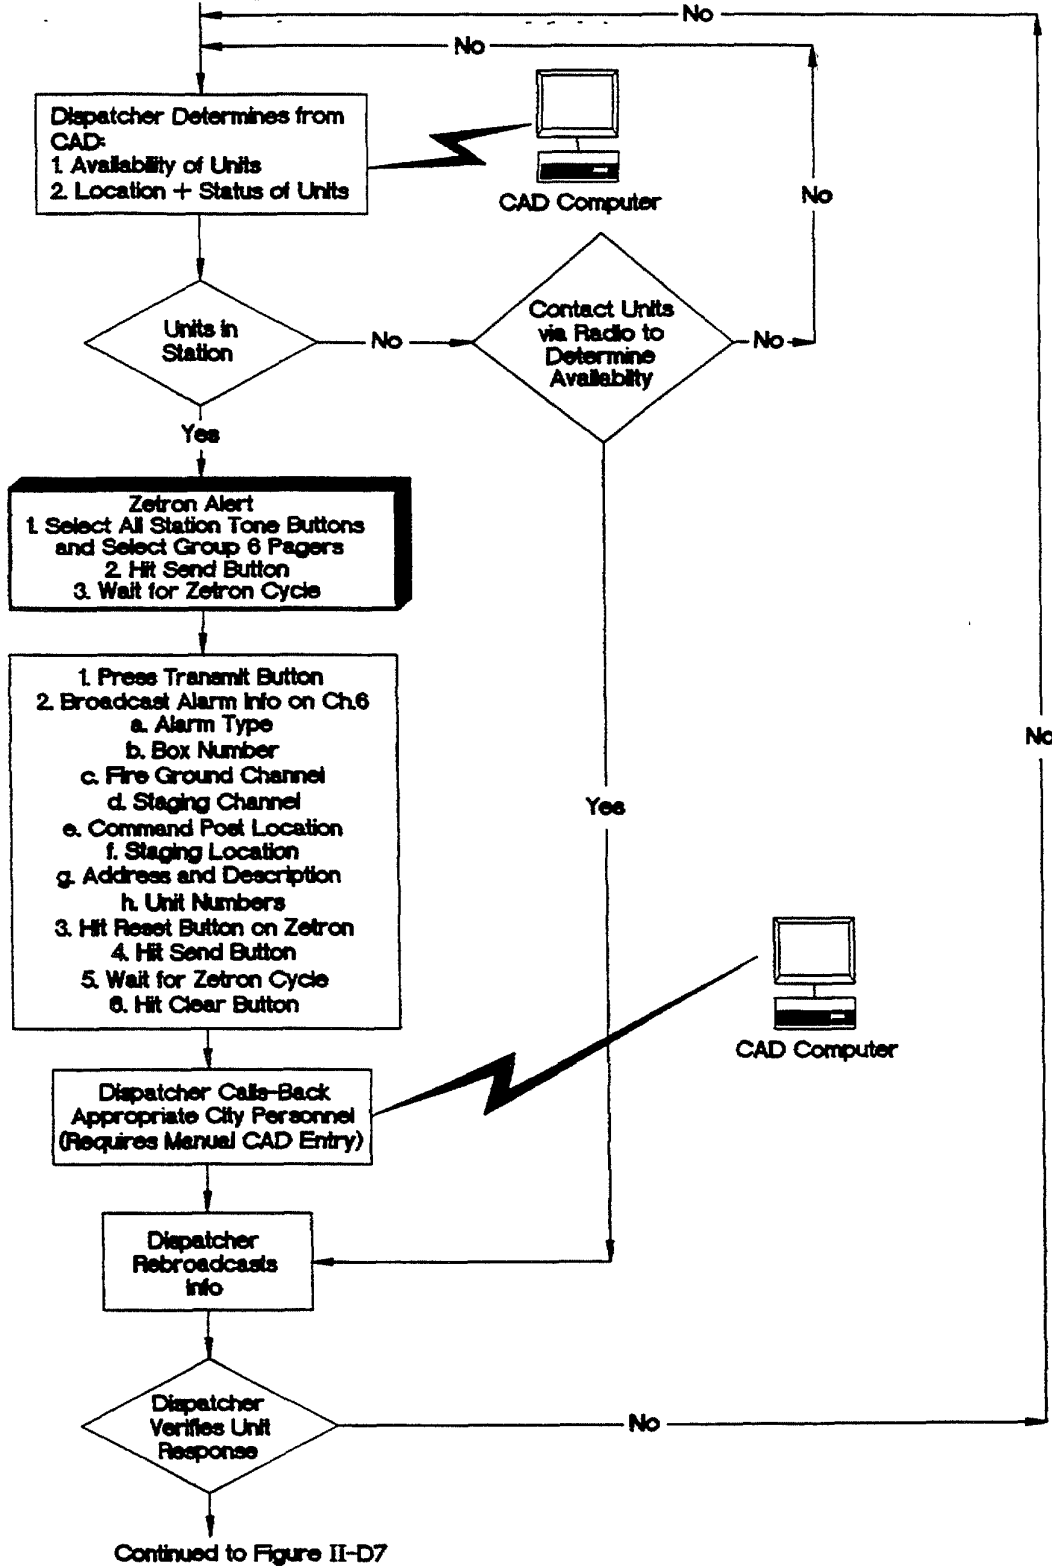 No
No
Dispatcher Determines from
CAD:
1. Availability of Units
2. Location + Status of Units
CAD Computer
No
Units in
Station
No
Contact Units
via Radio to
Determine
Availabilty
No
Yes
Zetron Alert
1. Select All Station Tone Buttons
and Select Group 6 Pagers
2. Hit Send Button
3. Wait for Zetron Cycle
1. Press Transmit Button
2. Broadcast Alarm Info on Ch.6
a. Alarm Type
b. Box Number
c. Fire Ground Channel
d. Staging Channel
e. Command Post Location
f. Staging Location
g. Address and Description
h. Unit Numbers
3. Hit Reset Button on Zetron
4. Hit Send Button
5. Wait for Zetron Cycle
6. Hit Clear Button
No
Yes
CAD Computer
Dispatcher Calls-Back
Appropriate City Personnel
(Requires Manual CAD Entry)
Dispatcher
Rebroadcasts
Info
Dispatcher
Verifies Unit
Response
No
Continued to Figure II-D7